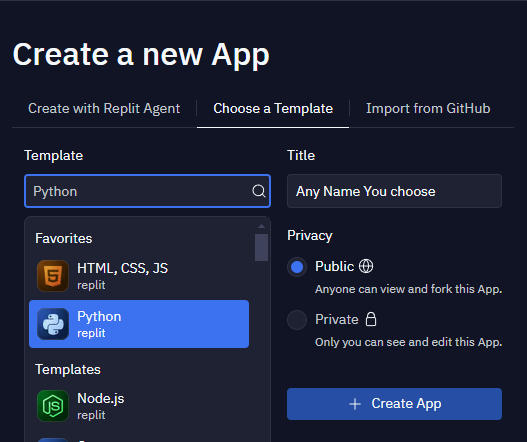 Create a new App
Create with Replit Agent
Choose a Template
Import from GitHub
Template
Python
Favorites
HTML, CSS, JS
replit
Python
replit
Templates
Node.js
replit
Title
Any Name You choose
Privacy
Public
Anyone can view and fork this App.
Private
Only you can see and edit this App.
+ Create App